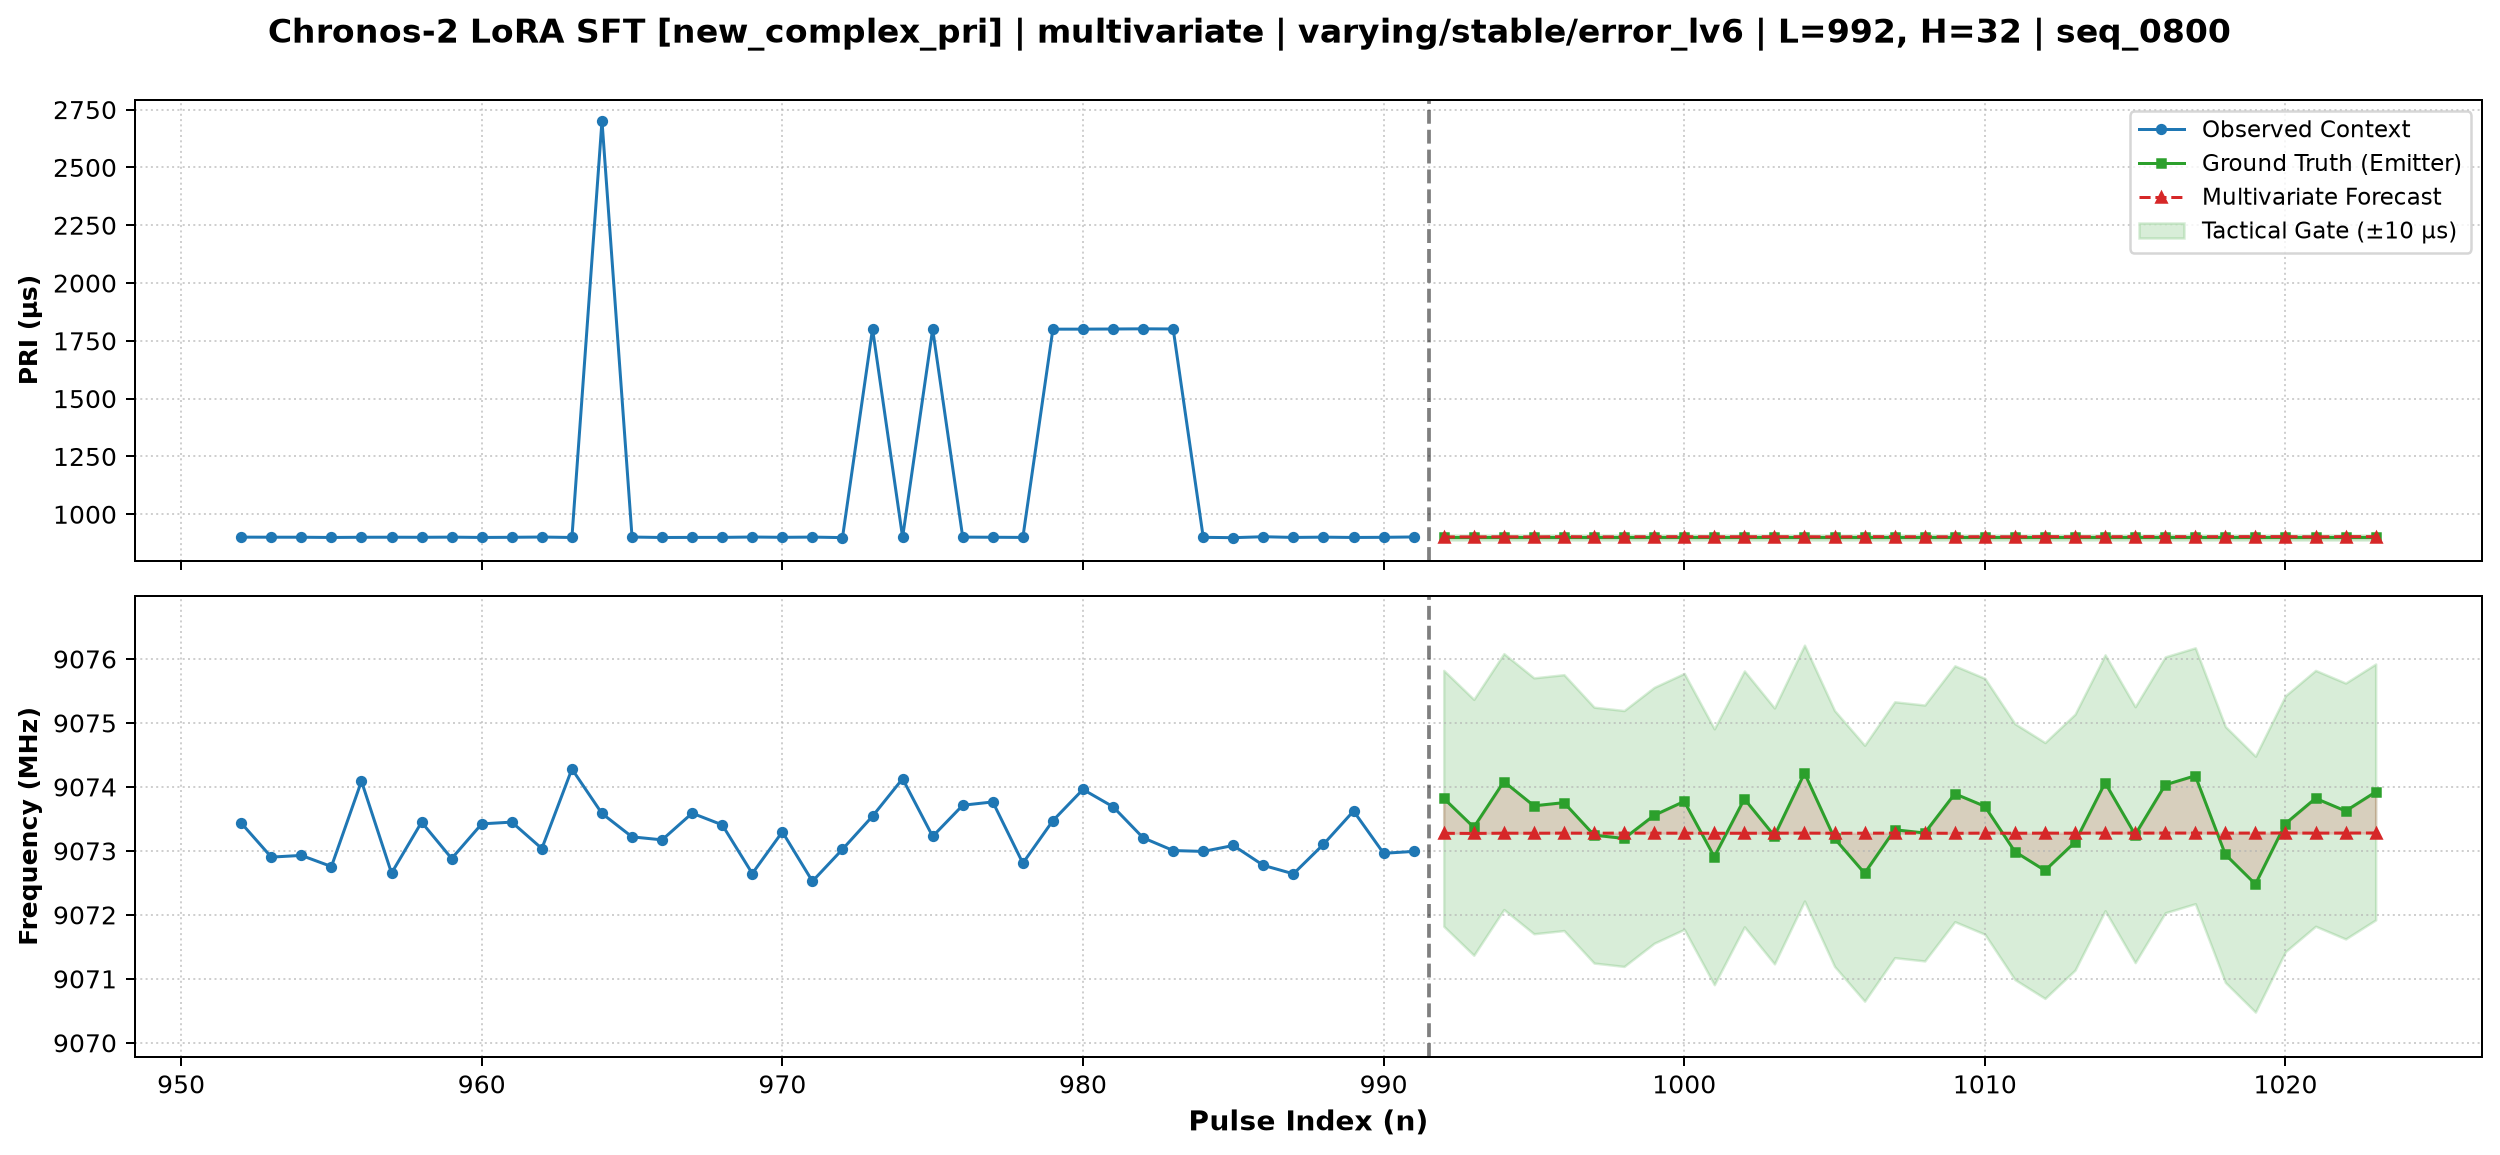 Chronos-2 LoRA SFT [new_complex_pri] | multivariate | varying/stable/error_lv6 | L=992, H=32 | seq_0800
PRI (µs)
2750
2500
2250
2000
1750
1500
1250
1000
Observed Context
Ground Truth (Emitter)
Multivariate Forecast
Tactical Gate (±10 µs)
Frequency (MHz)
9076
9075
9074
9073
9072
9071
9070
950 960 970 980 990 1000 1010 1020
Pulse Index (n)